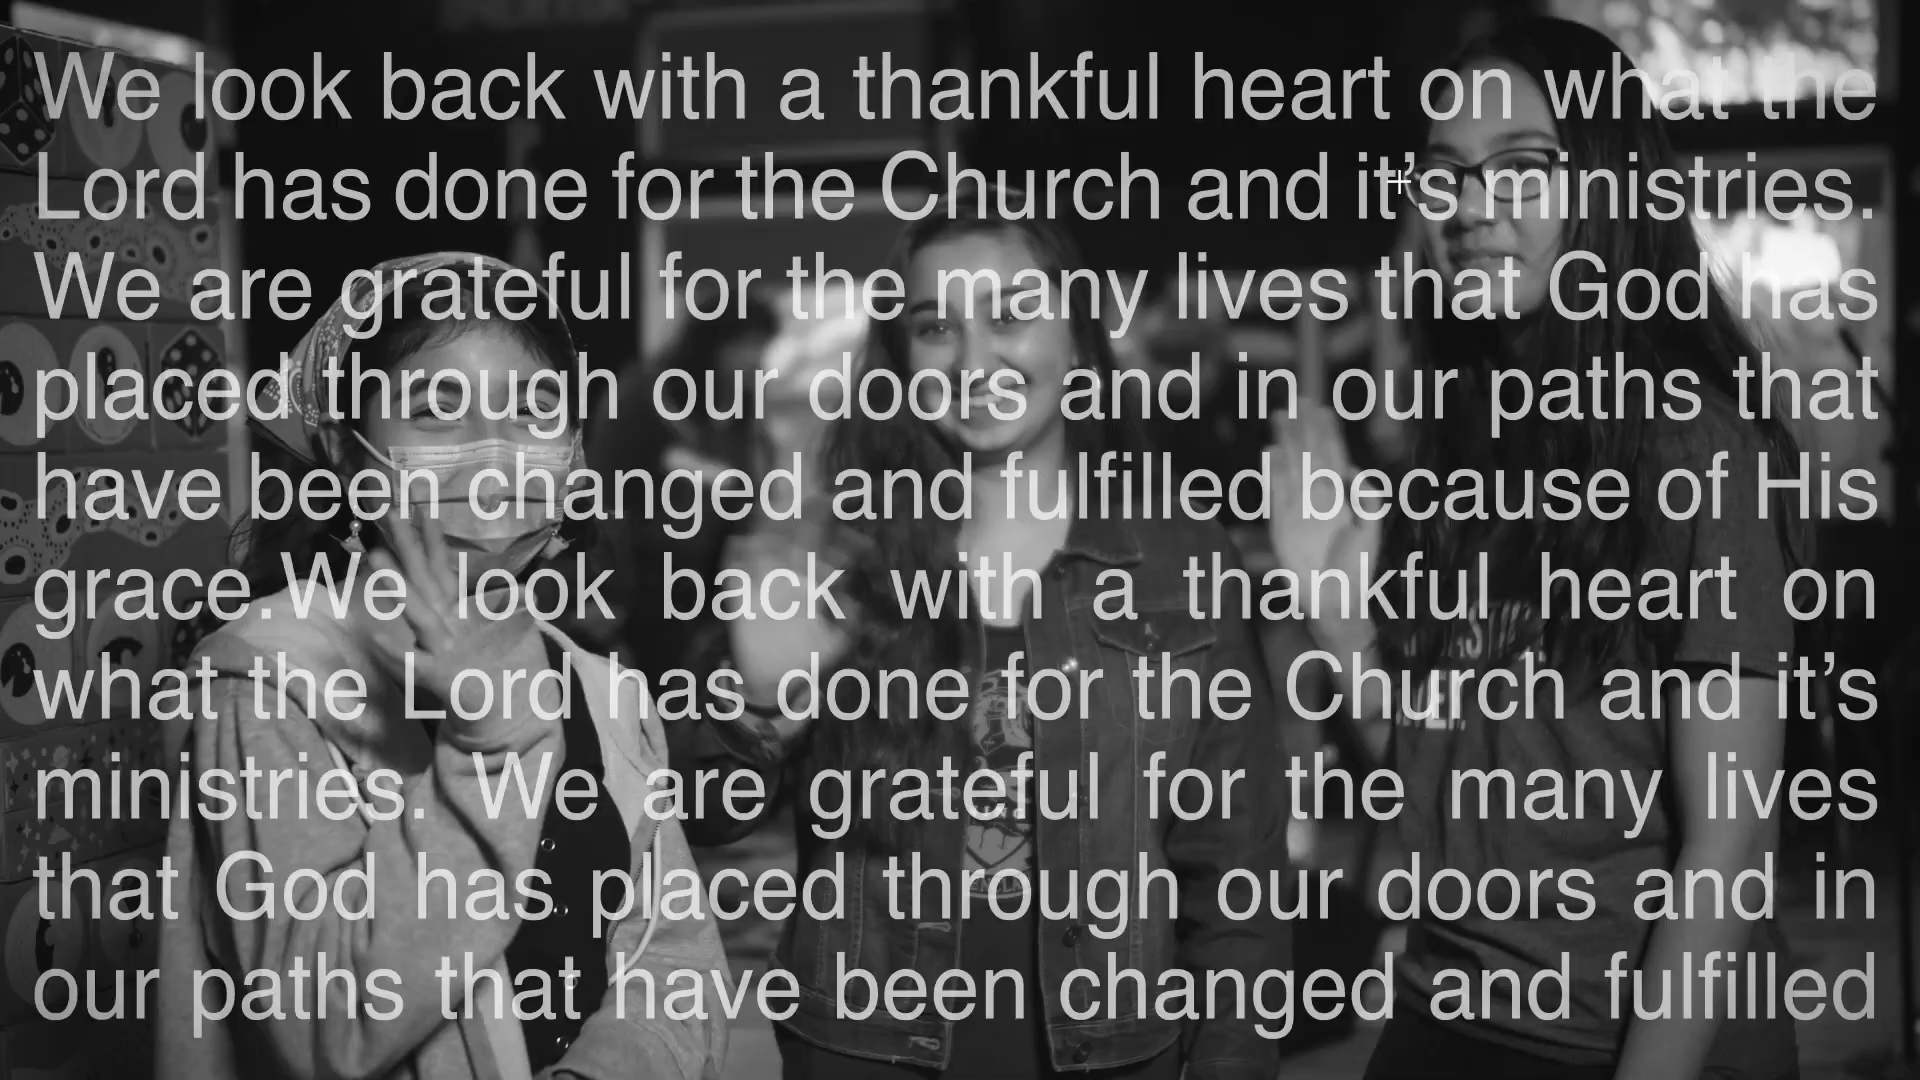 We look back with a thankful heart on what the
Lord has done for the Church and it’s ministries.
We are grateful for the many lives that God has
placed through our doors and in our paths that
have been changed and fulfilled because of His
grace.We look back with a thankful heart on
what the Lord has done for the Church and it’s
ministries. We are grateful for the many lives
that God has placed through our doors and in
our paths that have been changed and fulfilled